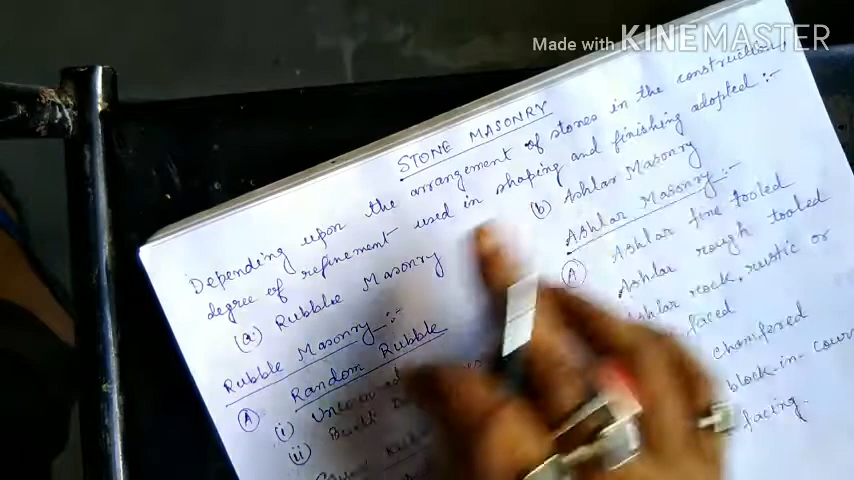 Made with KINEMASTER
STONE MASONRY
Depending upon the arrangement of stones in the construction,
degree of refinement used in shaping and finishing adopted :-
(a) Rubble Masonry
(b) Ashlar Masonry
Rubble Masonry :-
(A) Random Rubble
(i)
(ii) Built
Ashlar Masonry :-
(A) Ashlar fine tooled
Ashlar rough tooled
Ashlar rock, rustic or
faced
chamfered
block-in-cour
facing.